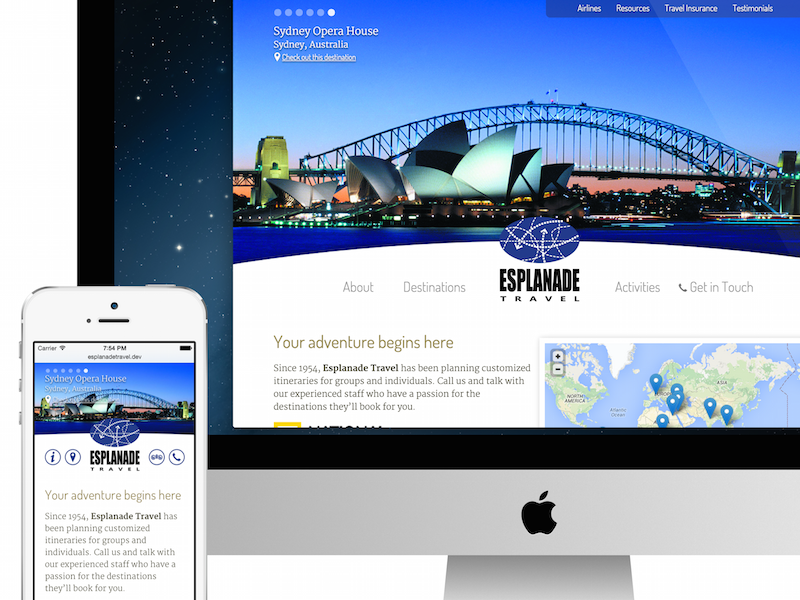 Airlines Resources Travel Insurance Testimonials
Sydney Opera House
Sydney, Australia
Check out this destination
ESPLANADE
TRAVEL
About Destinations Activities Get in Touch
Your adventure begins here
Since 1954, Esplanade Travel has been planning customized
itineraries for groups and individuals. Call us and talk with
our experienced staff who have a passion for the
destinations they'll book for you.
NATIONAL
+
−
NORTH
AMERICA
Atlantic
Ocean
EUROPE
ASIA
AFRICA
Carrier 7:54 PM
esplanadetravel.dev
Sydney Opera House
Sydney, Australia
ESPLANADE
TRAVEL
Your adventure begins here
Since 1954, Esplanade Travel has
been planning customized
itineraries for groups and
individuals. Call us and talk with
our experienced staff who have a
passion for the destinations
they'll book for you.